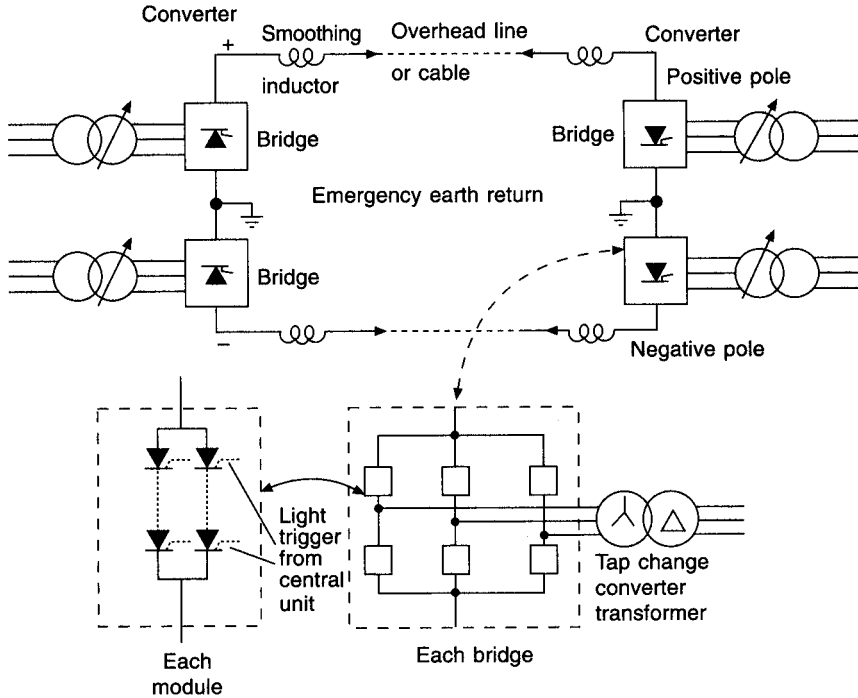 Converter
+
Smoothing
inductor
Overhead line
or cable
Converter
Positive pole
Bridge
Bridge
Emergency earth return
Bridge
−
Negative pole
Light
trigger
from
central
unit
Each
module
Each bridge
Tap change
converter
transformer